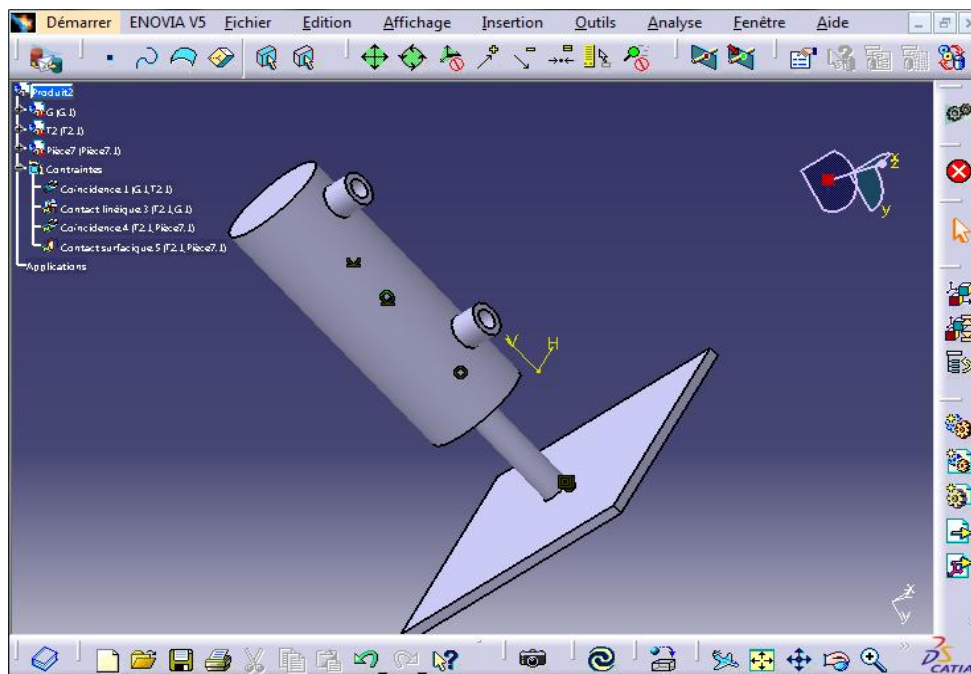 Démarrer ENOVIA V5 Fichier Edition Affichage Insertion Outils Analyse Fenêtre Aide
Produit2
G (G.1)
T2 (T2.1)
Pièce7 (Pièce7.1)
Contraintes
Coïncidence.1 (G.1,T2.1)
Contact linéique.3 (T2.1,G.1)
Coïncidence.4 (T2.1,Pièce7.1)
Contact surfacique.5 (T2.1,Pièce7.1)
Applications
x
z
y
V H
x
z
y
DS
CATIA